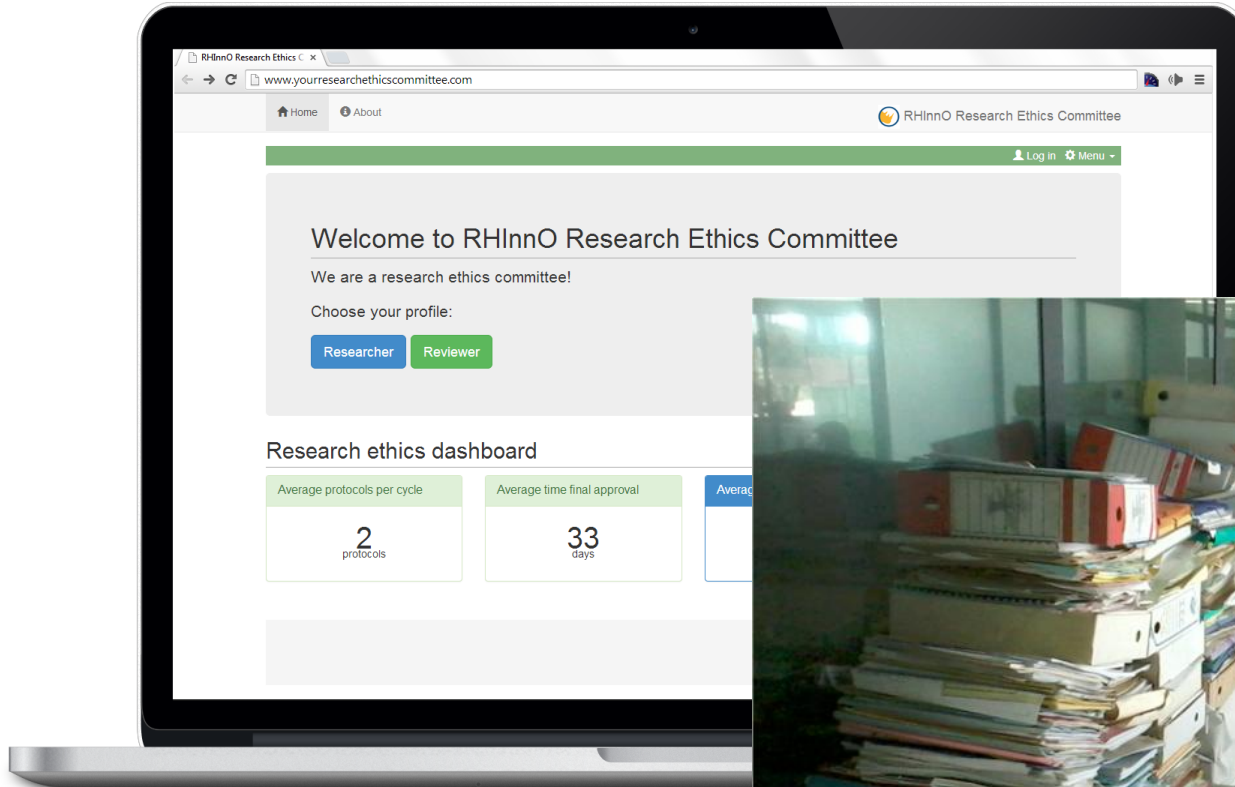 RHInnO Research Ethics C
www.yourresearchethicscommittee.com
Home About
RHInnO Research Ethics Committee
Log in Menu
Welcome to RHInnO Research Ethics Committee
We are a research ethics committee!
Choose your profile:
Researcher Reviewer
Research ethics dashboard
Average protocols per cycle Average time final approval
2 33
protocols days